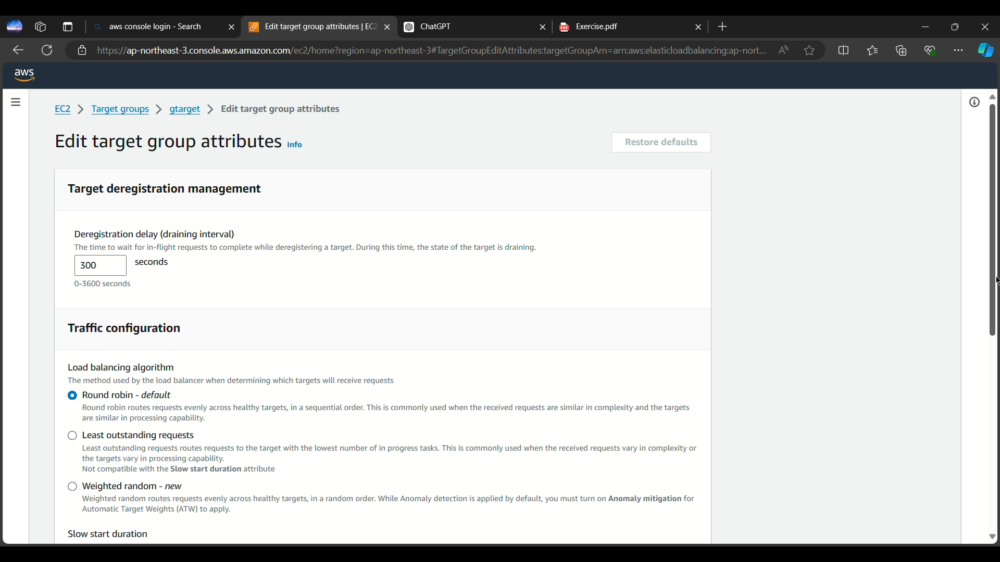 aws console login - Search
Edit target group attributes | EC2
ChatGPT
PDF
Exercise.pdf
https://ap-northeast-3.console.aws.amazon.com/ec2/home?region=ap-northeast-3#TargetGroupEditAttributes:targetGroupArn=arn:aws:elasticloadbalancing:ap-nort...
aws
EC2 > Target groups > gtarget > Edit target group attributes
Edit target group attributes Info
Restore defaults
Target deregistration management
Deregistration delay (draining interval)
The time to wait for in-flight requests to complete while deregistering a target. During this time, the state of the target is draining.
300 seconds
0-3600 seconds
Traffic configuration
Load balancing algorithm
The method used by the load balancer when determining which targets will receive requests
Round robin - default
Round robin routes requests evenly across healthy targets, in a sequential order. This is commonly used when the received requests are similar in complexity and the targets
are similar in processing capability.
Least outstanding requests
Least outstanding requests routes requests to the target with the lowest number of in progress tasks. This is commonly used when the received requests vary in complexity or
the targets vary in processing capability.
Not compatible with the Slow start duration attribute
Weighted random - new
Weighted random routes requests evenly across healthy targets, in a random order. While Anomaly detection is applied by default, you must turn on Anomaly mitigation for
Automatic Target Weights (ATW) to apply.
Slow start duration